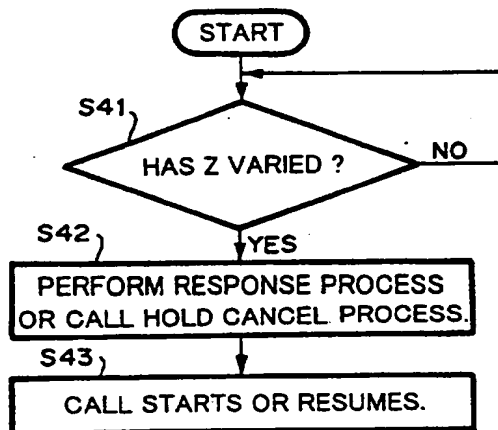 START
S41
HAS Z VARIED ?
NO
YES
S42
PERFORM RESPONSE PROCESS
OR CALL HOLD CANCEL PROCESS.
S43
CALL STARTS OR RESUMES.